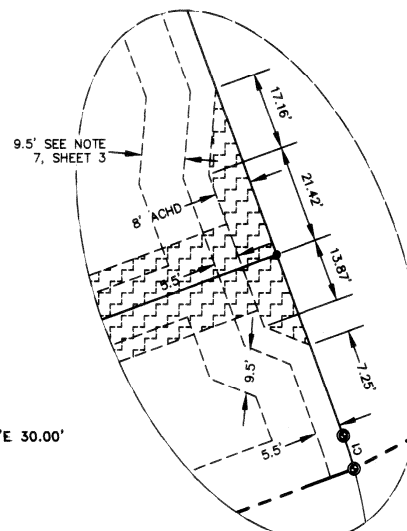 17.16'
9.5' SEE NOTE
7, SHEET 3
21.42'
8' ACHD
13.87'
5.5'
7.25'
9.5'
'E 30.00'
5.5'
C1